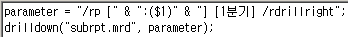 parameter = "/rp [" & ":($1)" & "] [1분기] /rdrillright";
drilldown("subrpt.mrd", parameter);